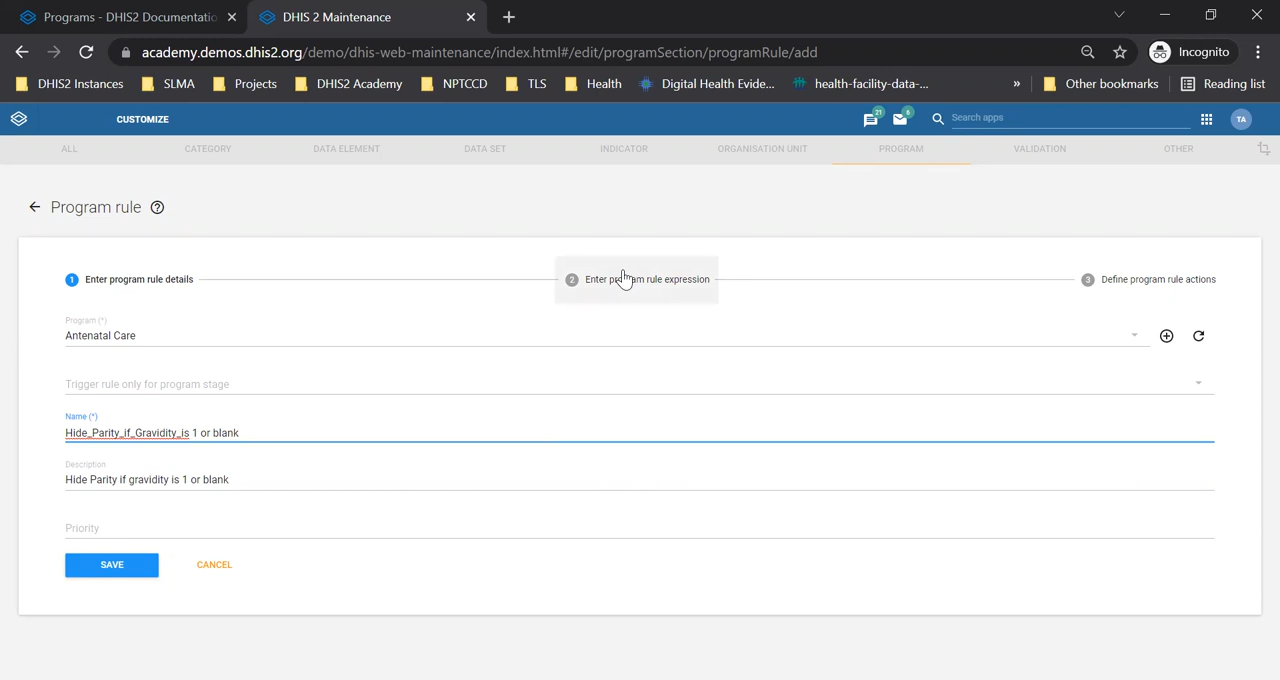 Programs - DHIS2 Documentatio
DHIS 2 Maintenance
academy.demos.dhis2.org/demo/dhis-web-maintenance/index.html#/edit/programSection/programRule/add
Incognito
DHIS2 Instances
SLMA
Projects
DHIS2 Academy
NPTCCD
TLS
Health
Digital Health Evide...
health-facility-data-...
»
Other bookmarks
Reading list
CUSTOMIZE
21
Search apps
TA
ALL
CATEGORY
DATA ELEMENT
DATA SET
INDICATOR
ORGANISATION UNIT
PROGRAM
VALIDATION
OTHER
Program rule
1 Enter program rule details
2 Enter program rule expression
3 Define program rule actions
Program (*)
Antenatal Care
Trigger rule only for program stage
Name (*)
Hide_Parity_if_Gravidity_is 1 or blank
Description
Hide Parity if gravidity is 1 or blank
Priority
SAVE
CANCEL